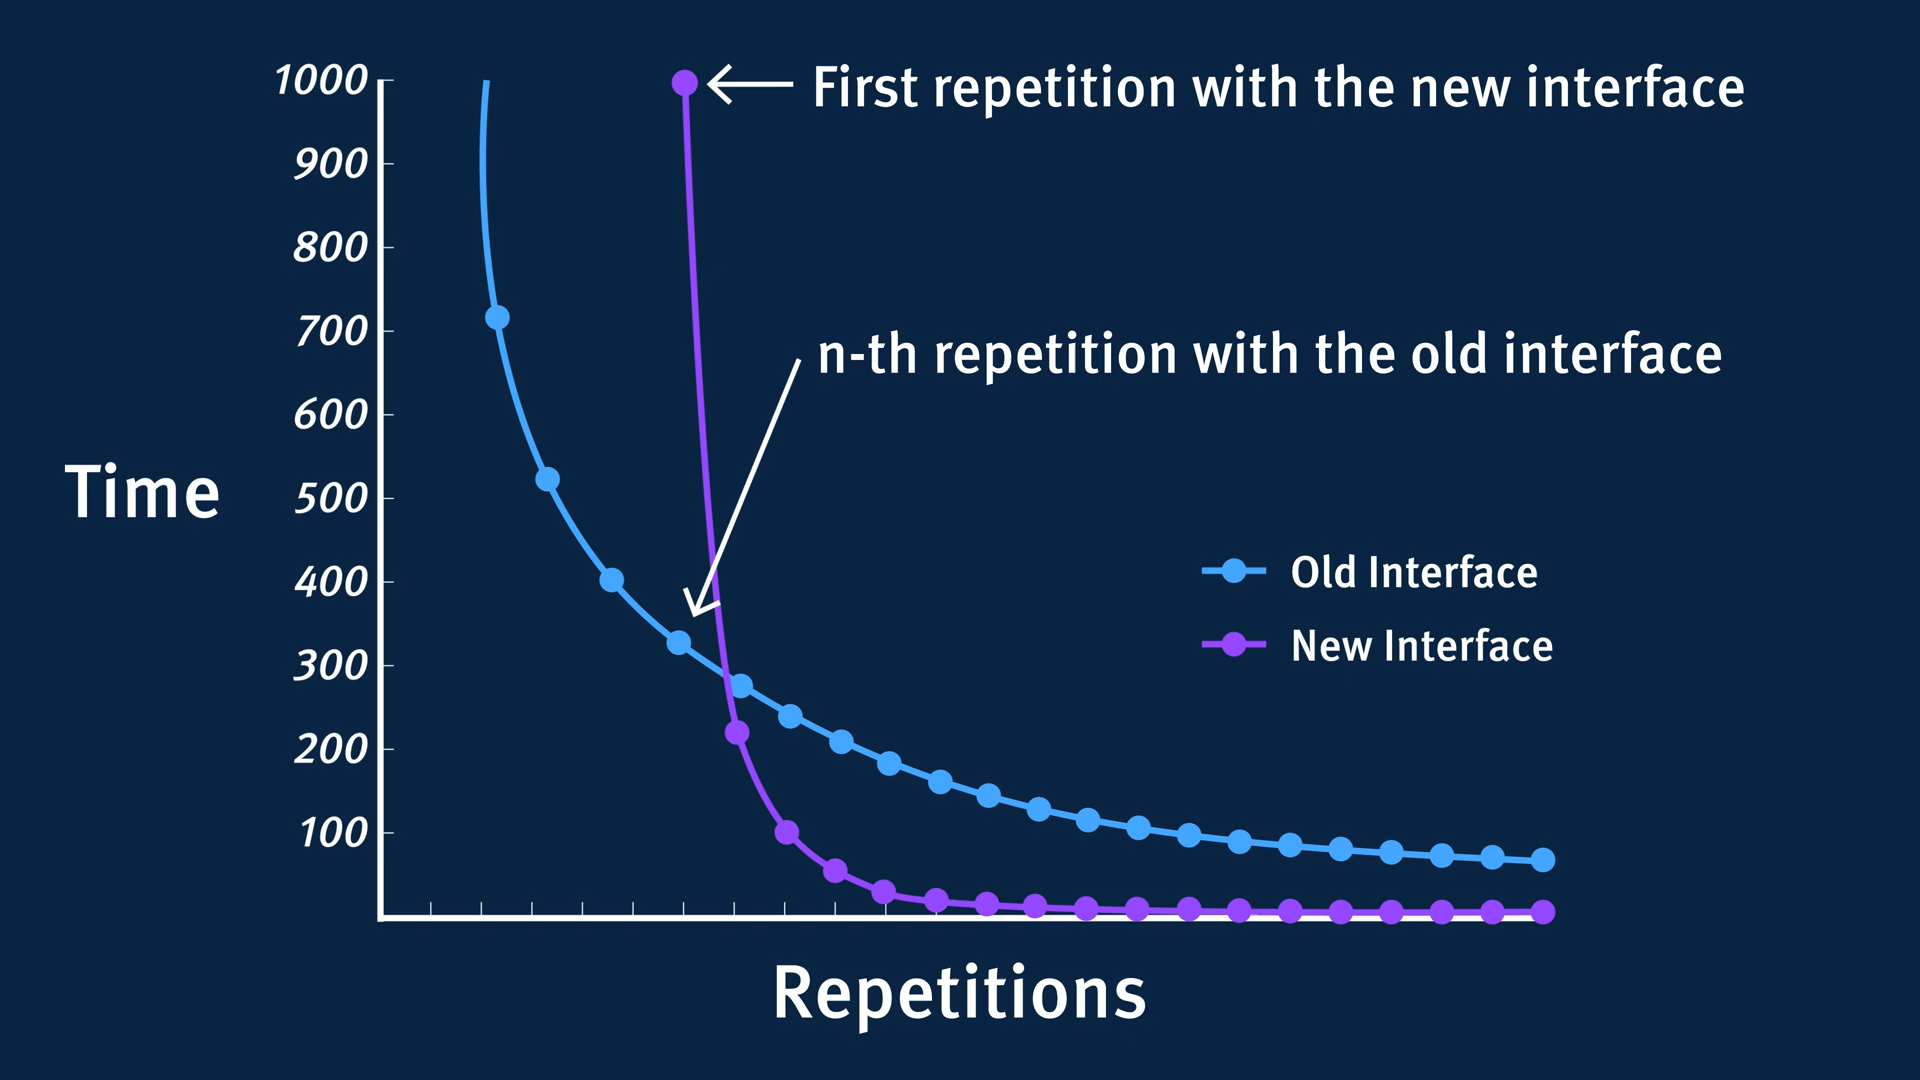 1000
First repetition with the new interface
900
800
700
n-th repetition with the old interface
600
Time
500
400
Old Interface
300
New Interface
200
100
Repetitions